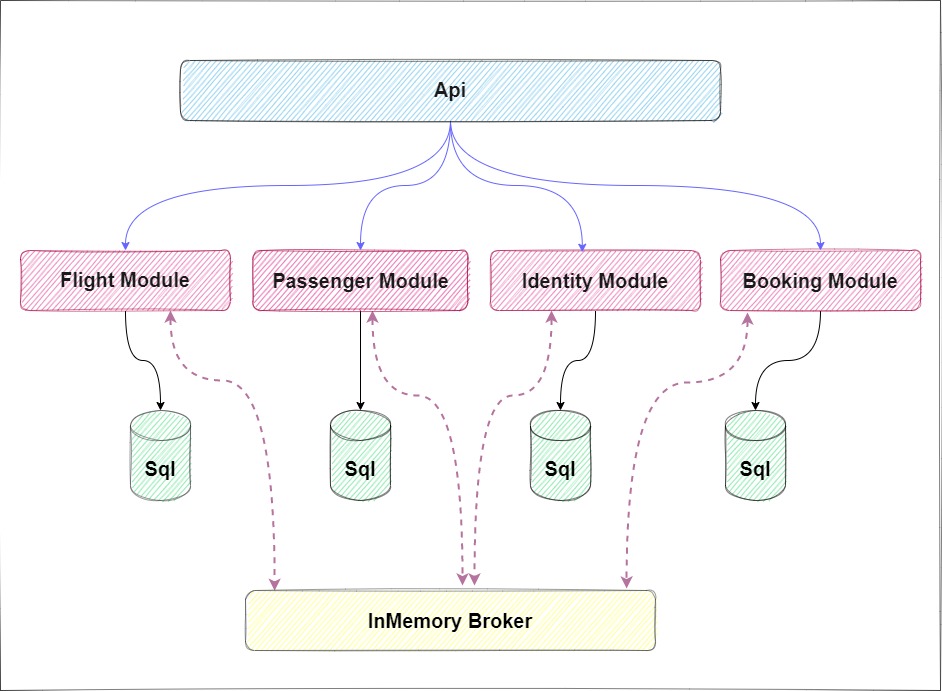 Api
Flight Module
Passenger Module
Identity Module
Booking Module
Sql
Sql
Sql
Sql
InMemory Broker